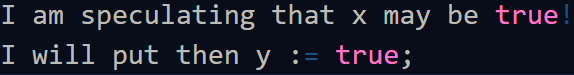 I am speculating that x may be true!
I will put then y := true;